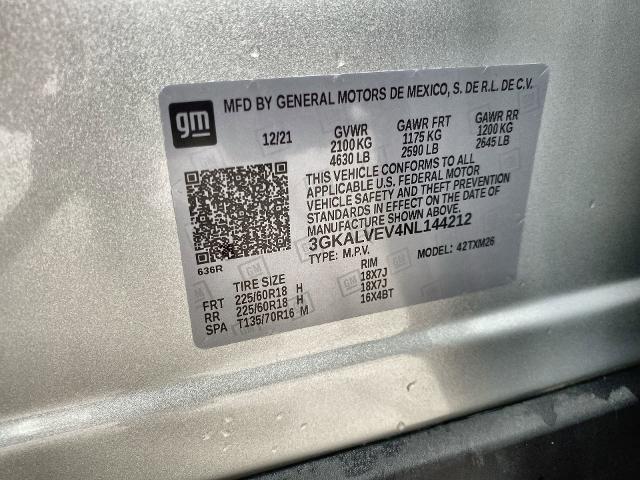 gm
MFD BY GENERAL MOTORS DE MEXICO, S. DE R.L. DE C.V.
12/21 GVWR GAWR FRT GAWR RR
2100 KG 1175 KG 1200 KG
4630 LB 2590 LB 2645 LB
THIS VEHICLE CONFORMS TO ALL
APPLICABLE U.S. FEDERAL MOTOR
VEHICLE SAFETY AND THEFT PREVENTION
STANDARDS IN EFFECT ON THE DATE OF
MANUFACTURE SHOWN ABOVE.
3GKALVEV4NL144212
TYPE: M.P.V. MODEL: 42TXM26
636R
TIRE SIZE RIM
FRT 225/60R18 H 18X7J
RR 225/60R18 H 18X7J
SPA T135/70R16 M 16X4BT